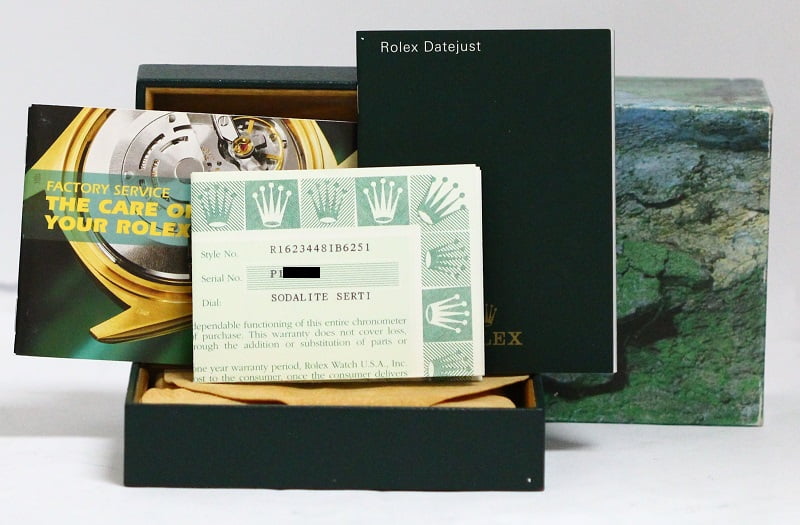 Rolex Datejust
FACTORY SERVICE
THE CARE OF
YOUR ROLEX
Style No. R16234481B6251
Serial No. P1
Dial: SODALITE SERTI
dependable functioning of this entire chronometer
of purchase. This warranty does not cover loss,
rough the addition or substitution of parts or
one year warranty period, Rolex Watch U.S.A., Inc.
ost to the consumer, once the consumer delivers
LEX